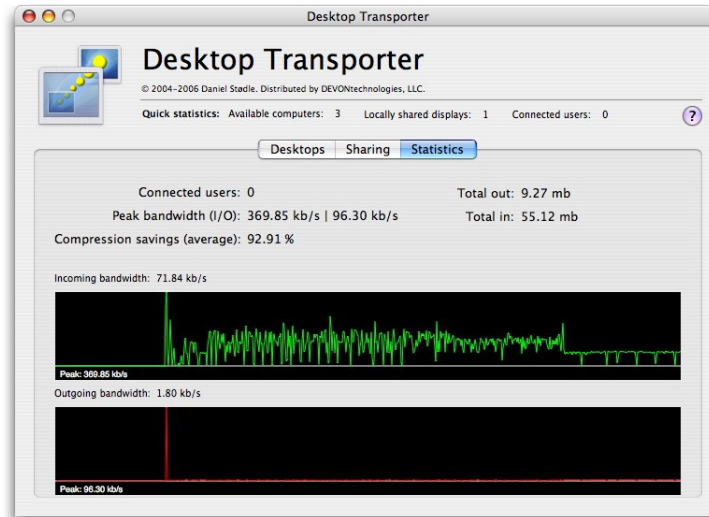 Desktop Transporter
Desktop Transporter
© 2004–2006 Daniel Stødle. Distributed by DEVONtechnologies, LLC.
Quick statistics: Available computers: 3 Locally shared displays: 1 Connected users: 0 ?
Desktops Sharing Statistics
Connected users: 0 Total out: 9.27 mb
Peak bandwidth (I/O): 369.85 kb/s | 96.30 kb/s Total in: 55.12 mb
Compression savings (average): 92.91 %
Incoming bandwidth: 71.84 kb/s
Peak: 369.85 kb/s
Outgoing bandwidth: 1.80 kb/s
Peak: 96.30 kb/s